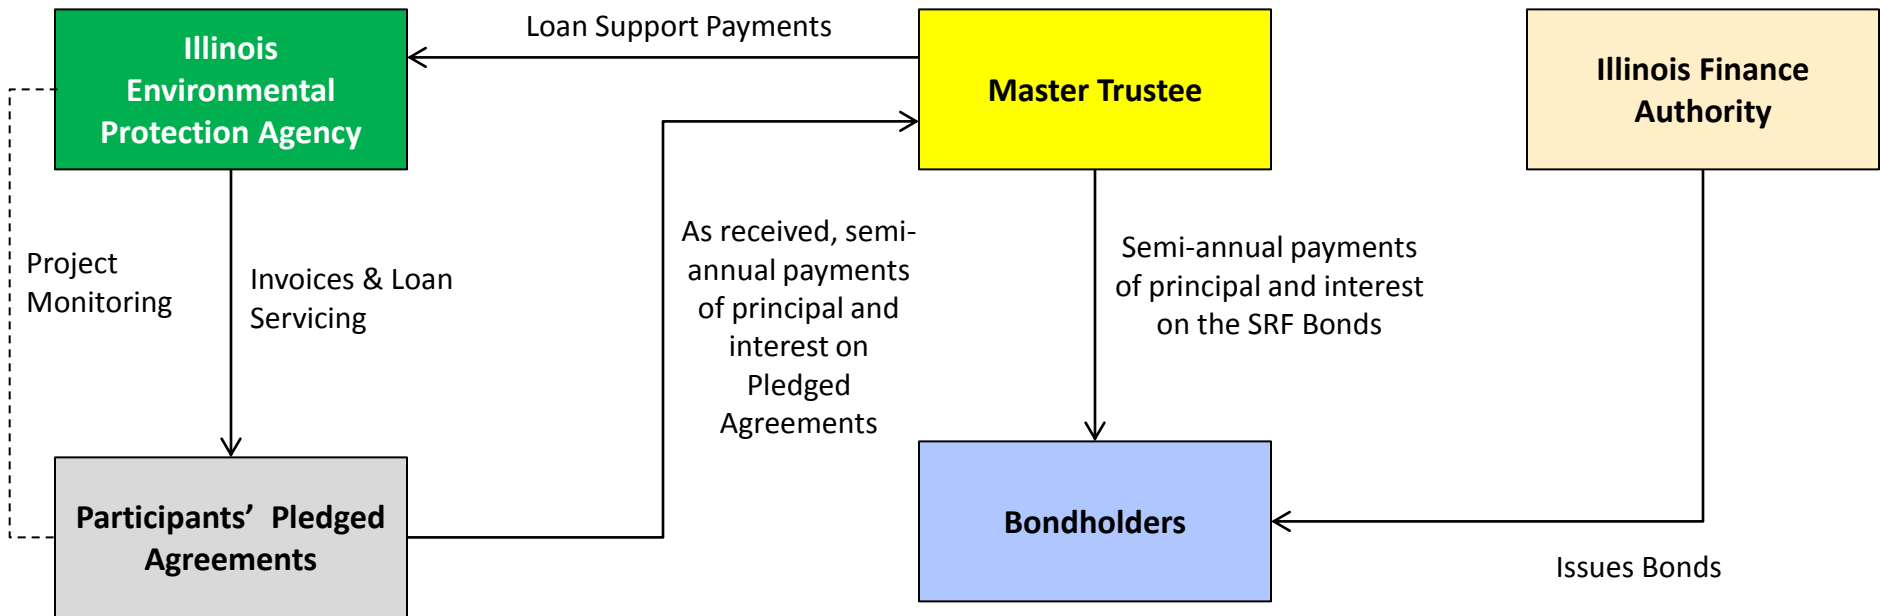 Illinois
Environmental
Protection Agency
Loan Support Payments
Master Trustee
Illinois Finance
Authority
Project
Monitoring
Invoices & Loan
Servicing
As received, semi-
annual payments
of principal and
interest on
Pledged
Agreements
Semi-annual payments
of principal and interest
on the SRF Bonds
Participants’ Pledged
Agreements
Bondholders
Issues Bonds